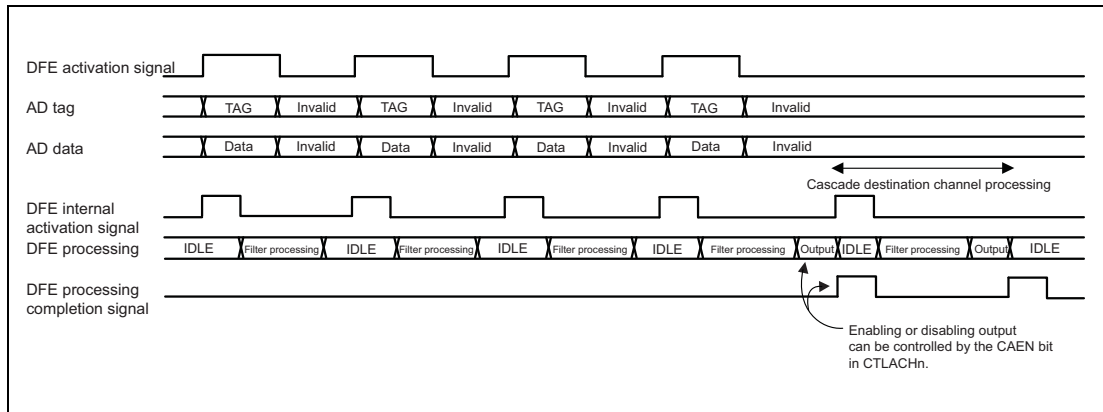 DFE activation signal
AD tag
TAG Invalid TAG Invalid TAG Invalid TAG Invalid
AD data
Data Invalid Data Invalid Data Invalid Data Invalid
Cascade destination channel processing
DFE internal
activation signal
DFE processing
IDLE Filter processing IDLE Filter processing IDLE Filter processing IDLE Filter processing Output IDLE Filter processing Output IDLE
DFE processing
completion signal
Enabling or disabling output
can be controlled by the CAEN bit
in CTLACHn.